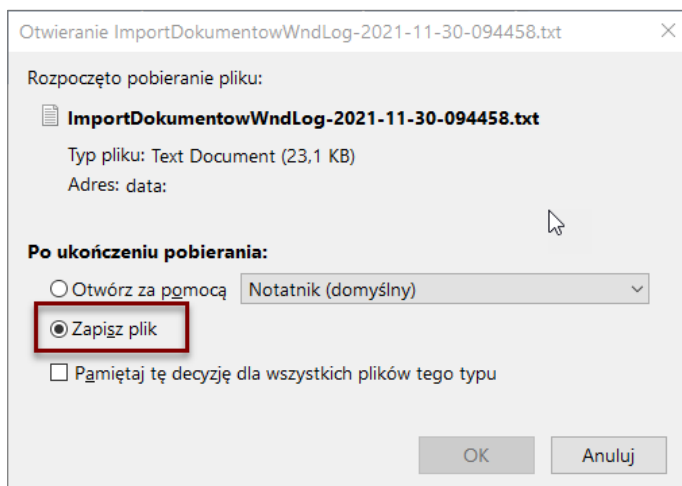 Otwieranie ImportDokumentowWndLog-2021-11-30-094458.txt
Rozpoczęto pobieranie pliku:
ImportDokumentowWndLog-2021-11-30-094458.txt
Typ pliku: Text Document (23,1 KB)
Adres: data:
Po ukończeniu pobierania:
Otwórz za pomocą Notatnik (domyślny)
Zapisz plik
Pamiętaj tę decyzję dla wszystkich plików tego typu
OK Anuluj